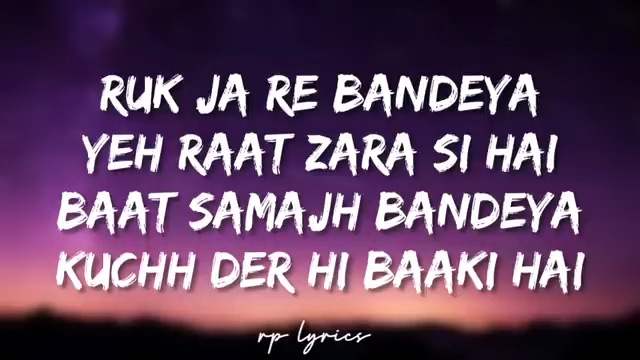 RUK JA RE BANDEYA
YEH RAAT ZARA SI HAI
BAAT SAMAJH BANDEYA
KUCHH DER HI BAAKI HAI
rp lyrics